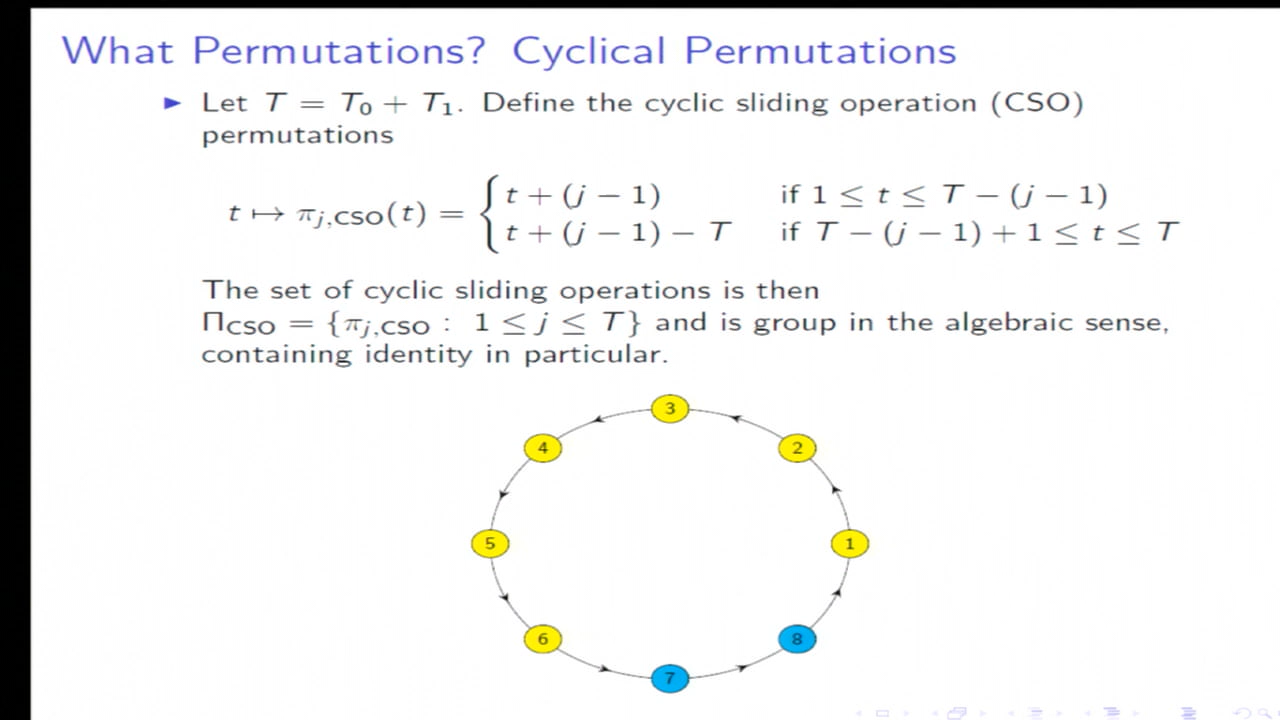 What Permutations? Cyclical Permutations
► Let T = T₀ + T₁. Define the cyclic sliding operation (CSO)
permutations
t ↦ π_{j,CSO}(t) = { t + (j − 1) if 1 ≤ t ≤ T − (j − 1)
t + (j − 1) − T if T − (j − 1) + 1 ≤ t ≤ T
The set of cyclic sliding operations is then
Π_{CSO} = {π_{j,CSO} : 1 ≤ j ≤ T} and is group in the algebraic sense,
containing identity in particular.
3
4
2
5
1
6
8
7